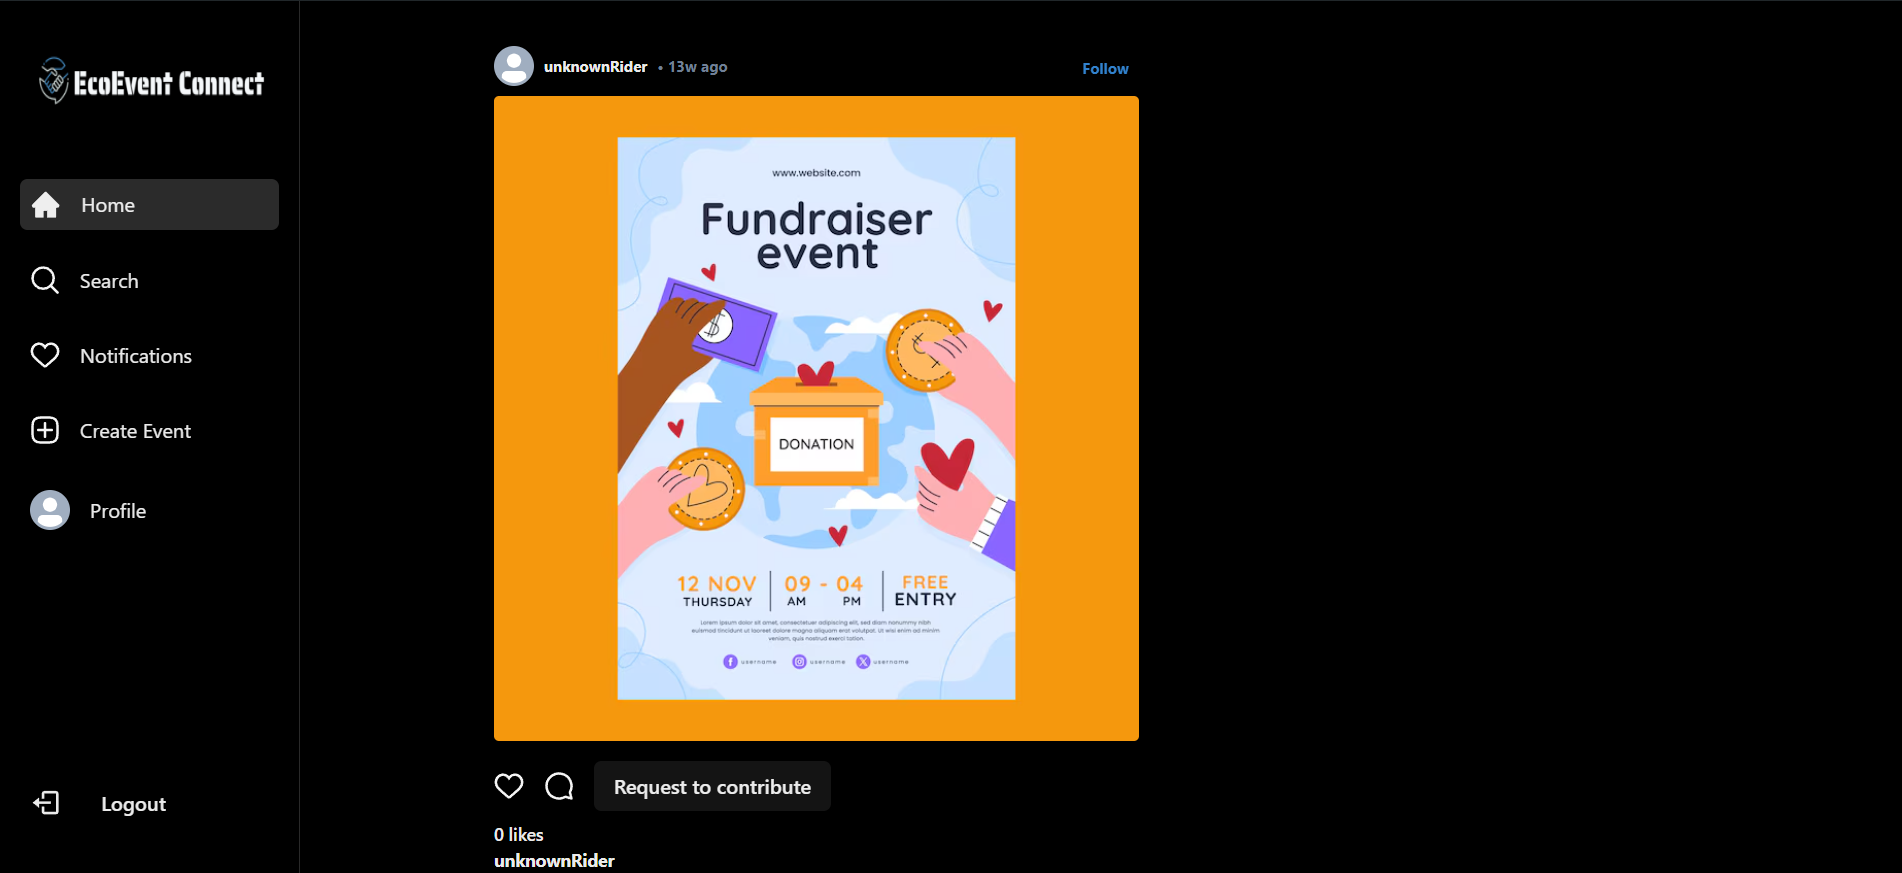 EcoEvent Connect
Home
Search
Notifications
Create Event
Profile
Logout
unknownRider • 13w ago
Follow
www.website.com
Fundraiser
event
DONATION
12 NOV
THURSDAY
09 - 04
AM PM
FREE
ENTRY
Lorem ipsum dolor sit amet, consectetuer adipiscing elit, sed diam nonummy nibh
euismod tincidunt ut laoreet dolore magna aliquam erat volutpat. Ut wisi enim ad minim
veniam, quis nostrud exerci tation.
username username username
Request to contribute
0 likes
unknownRider